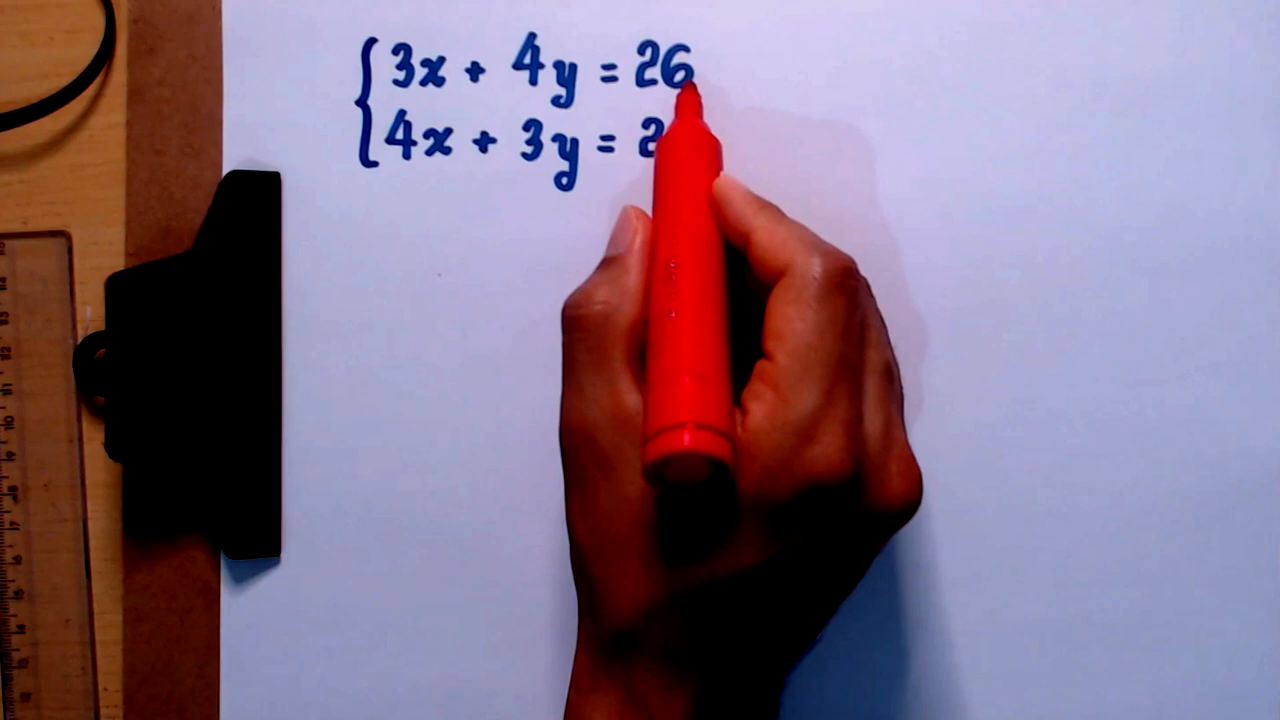 3x + 4y = 26
4x + 3y = 2